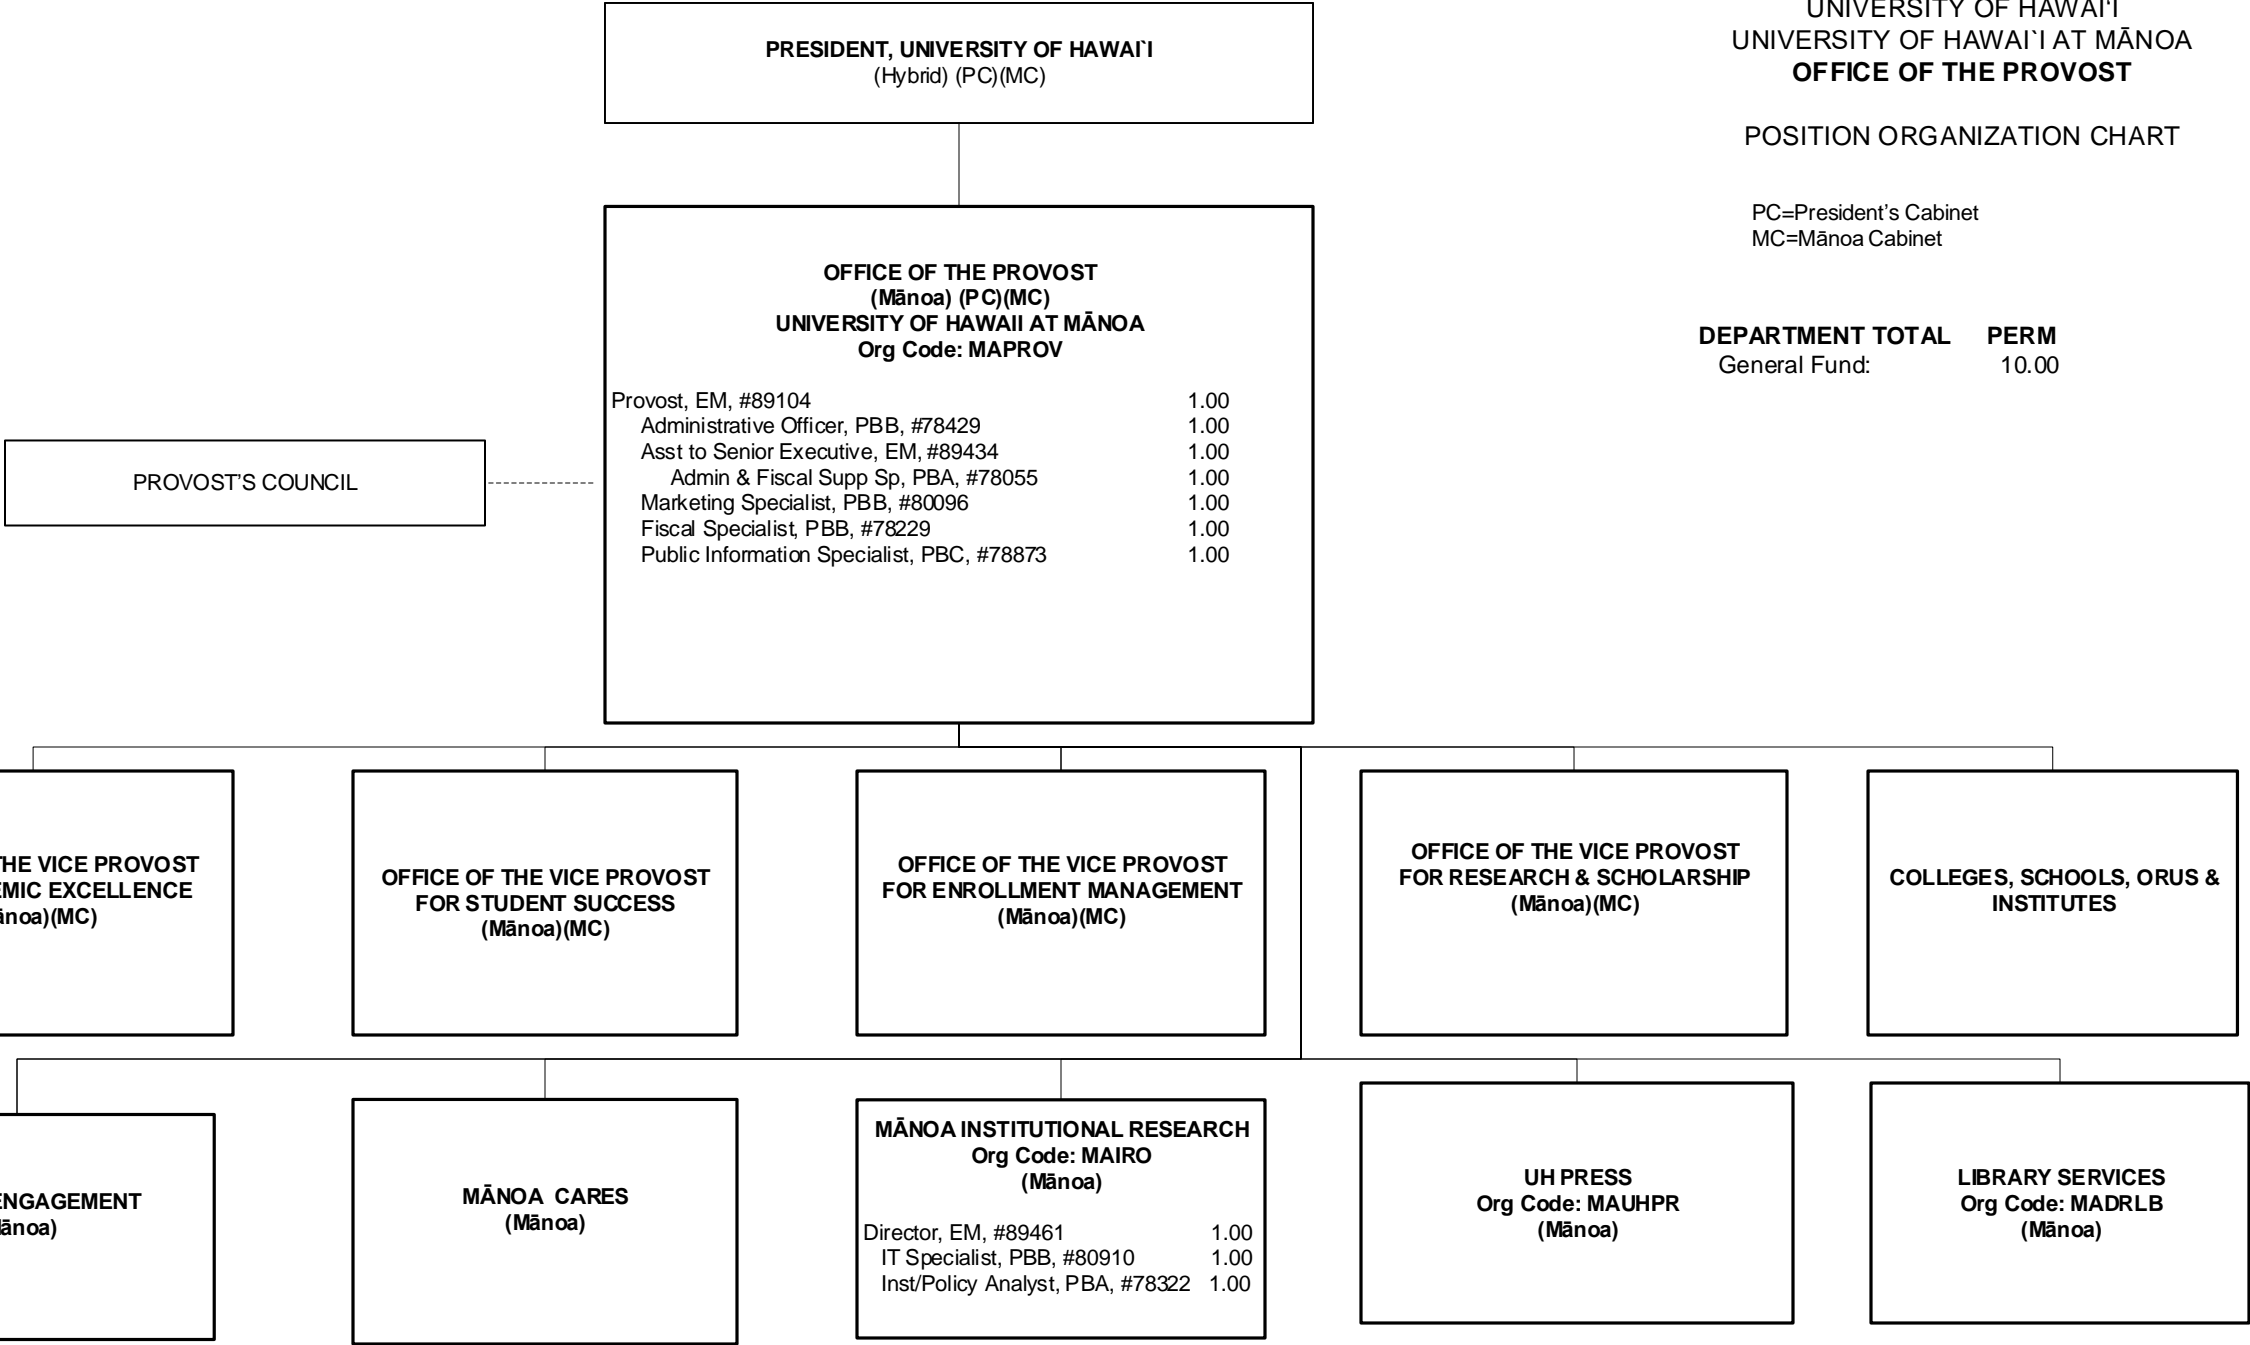 PRESIDENT, UNIVERSITY OF HAWAI`I
(Hybrid) (PC)(MC)
UNIVERSITY OF HAWAI`I
UNIVERSITY OF HAWAI`I AT MĀNOA
OFFICE OF THE PROVOST
POSITION ORGANIZATION CHART
PC=President’s Cabinet
MC=Mānoa Cabinet
DEPARTMENT TOTAL PERM
General Fund: 10.00
OFFICE OF THE PROVOST
(Mānoa) (PC)(MC)
UNIVERSITY OF HAWAII AT MĀNOA
Org Code: MAPROV
Provost, EM, #89104 1.00
Administrative Officer, PBB, #78429 1.00
Asst to Senior Executive, EM, #89434 1.00
Admin & Fiscal Supp Sp, PBA, #78055 1.00
Marketing Specialist, PBB, #80096 1.00
Fiscal Specialist, PBB, #78229 1.00
Public Information Specialist, PBC, #78873 1.00
PROVOST’S COUNCIL
THE VICE PROVOST
EMIC EXCELLENCE
ānoa)(MC)
OFFICE OF THE VICE PROVOST
FOR STUDENT SUCCESS
(Mānoa)(MC)
OFFICE OF THE VICE PROVOST
FOR ENROLLMENT MANAGEMENT
(Mānoa)(MC)
OFFICE OF THE VICE PROVOST
FOR RESEARCH & SCHOLARSHIP
(Mānoa)(MC)
COLLEGES, SCHOOLS, ORUS &
INSTITUTES
ENGAGEMENT
ānoa)
MĀNOA CARES
(Mānoa)
MĀNOA INSTITUTIONAL RESEARCH
Org Code: MAIRO
(Mānoa)
Director, EM, #89461 1.00
IT Specialist, PBB, #80910 1.00
Inst/Policy Analyst, PBA, #78322 1.00
UH PRESS
Org Code: MAUHPR
(Mānoa)
LIBRARY SERVICES
Org Code: MADRLB
(Mānoa)